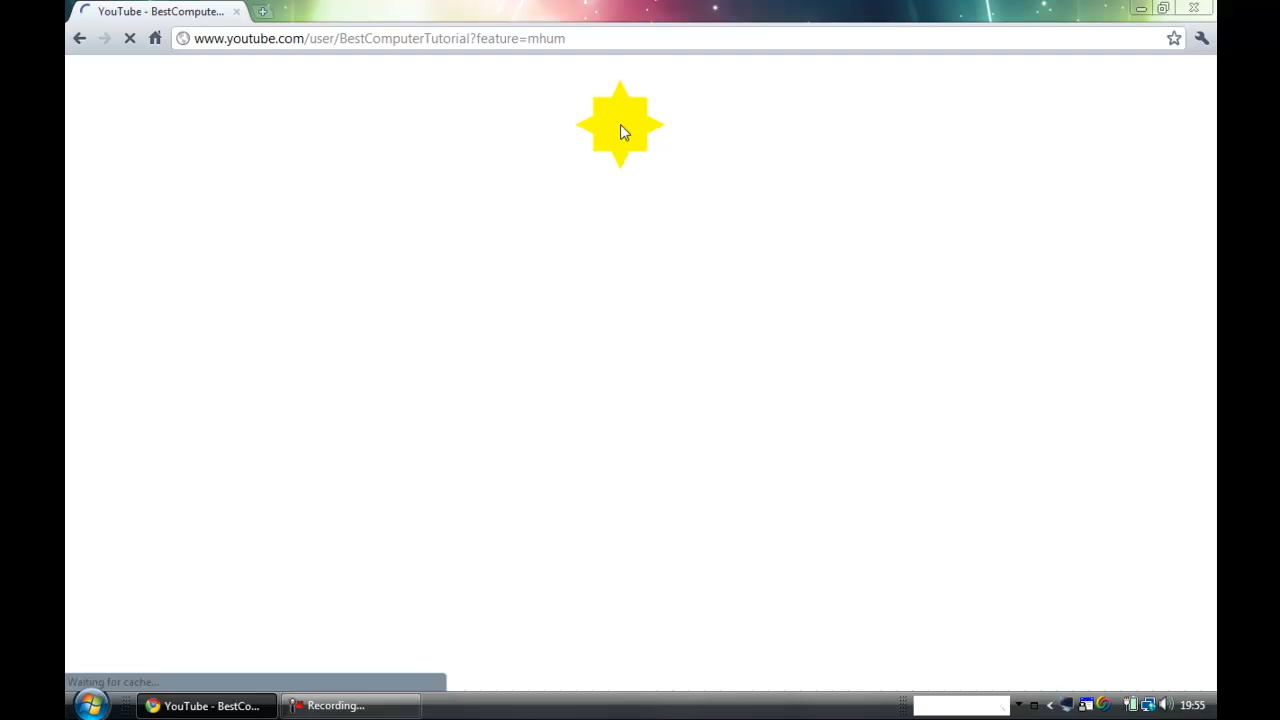 YouTube - BestCompute...
www.youtube.com/user/BestComputerTutorial?feature=mhum
Waiting for cache...
YouTube - BestCo...
Recording...
19:55